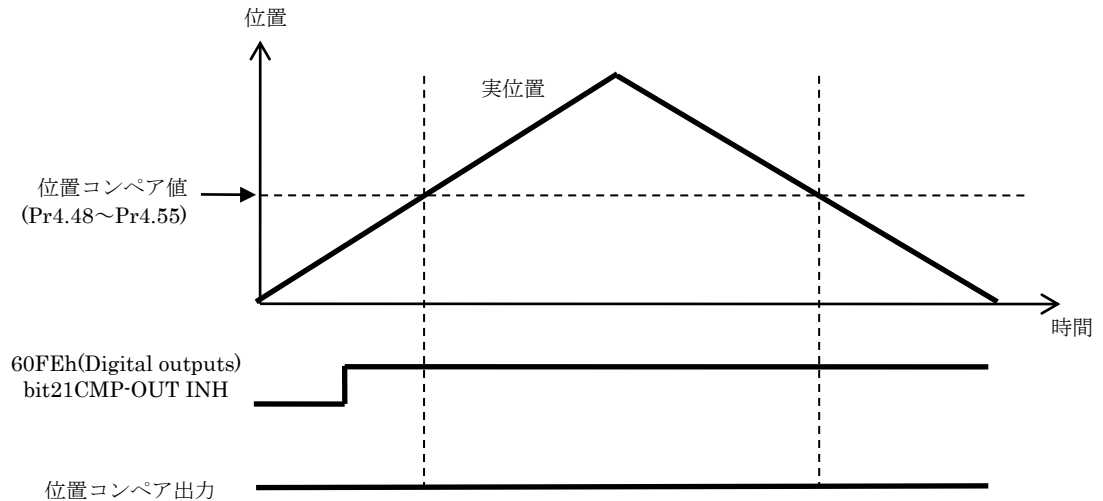 位置
実位置
位置コンペア値
(Pr4.48～Pr4.55)
時間
60FEh(Digital outputs)
bit21CMP-OUT INH
位置コンペア出力